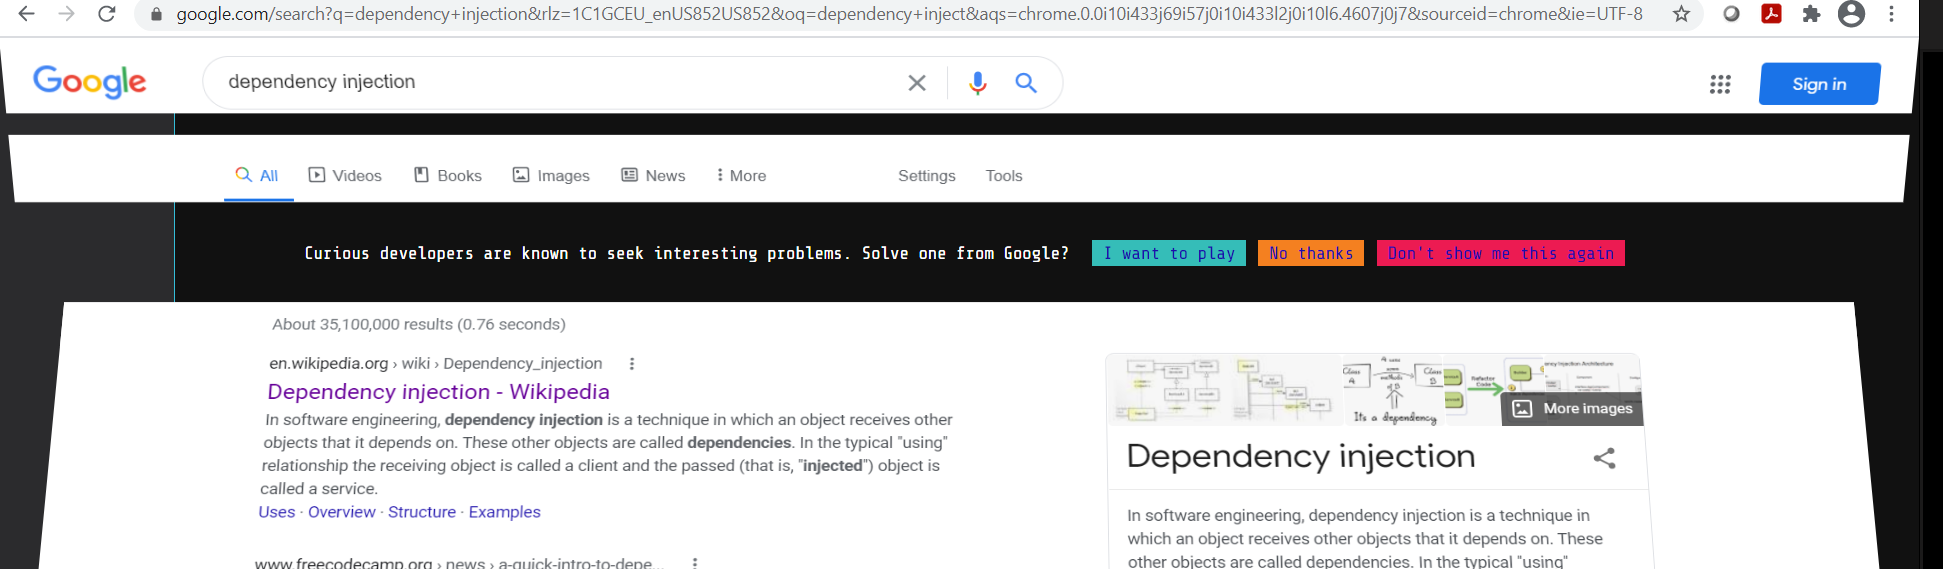 google.com/search?q=dependency+injection&rlz=1C1GCEU_enUS852US852&oq=dependency+inject&aqs=chrome.0.0i10i433j69i57j0i10i433l2j0i10l6.4607j0j7&sourceid=chrome&ie=UTF-8
Google
dependency injection
Sign in
All Videos Books Images News More Settings Tools
Curious developers are known to seek interesting problems. Solve one from Google? I want to play No thanks Don't show me this again
About 35,100,000 results (0.76 seconds)
en.wikipedia.org › wiki › Dependency_injection
Dependency injection - Wikipedia
In software engineering, dependency injection is a technique in which an object receives other
objects that it depends on. These other objects are called dependencies. In the typical "using"
relationship the receiving object is called a client and the passed (that is, "injected") object is
called a service.
Uses · Overview · Structure · Examples
www.freecodecamp.org › news › a-quick-intro-to-depe...
Class A
A uses some methods of B
Class B
Its a dependency
Refactor Code
More images
Dependency injection
In software engineering, dependency injection is a technique in
which an object receives other objects that it depends on. These
other objects are called dependencies. In the typical "using"